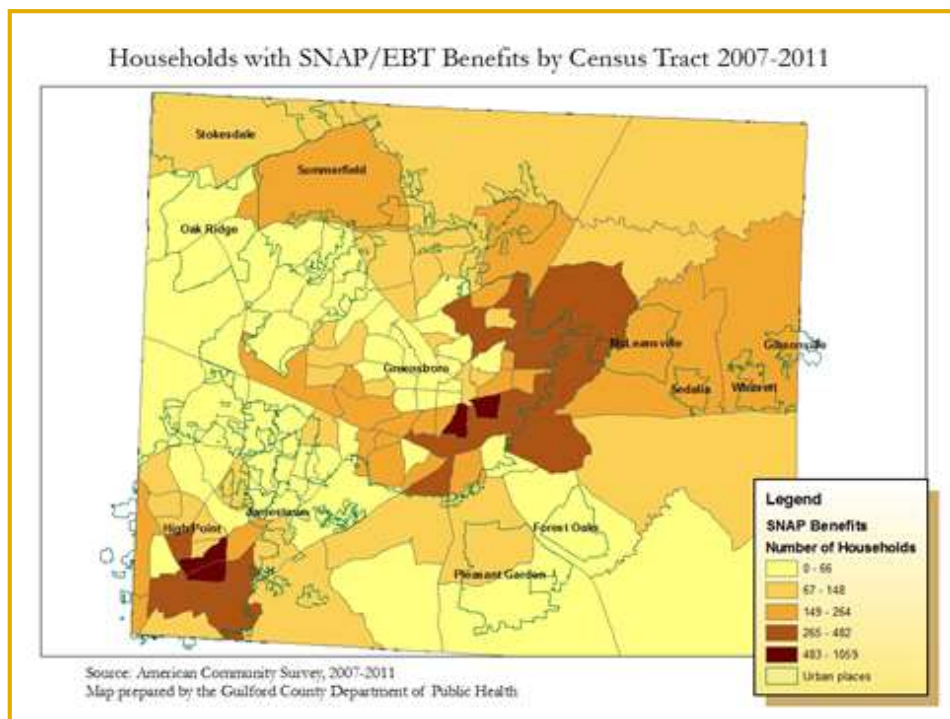 Households with SNAP/EBT Benefits by Census Tract 2007-2011
Stokesdale
Summerfield
Oak Ridge
McLeansville
Gibsonville
Greensboro
Sedalia
Whitsett
High Point
Jamestown
Forest Oaks
Pleasant Garden
Legend
SNAP Benefits
Number of Households
0 - 66
67 - 148
149 - 264
265 - 482
483 - 1059
Urban places
Source: American Community Survey, 2007-2011
Map prepared by the Guilford County Department of Public Health